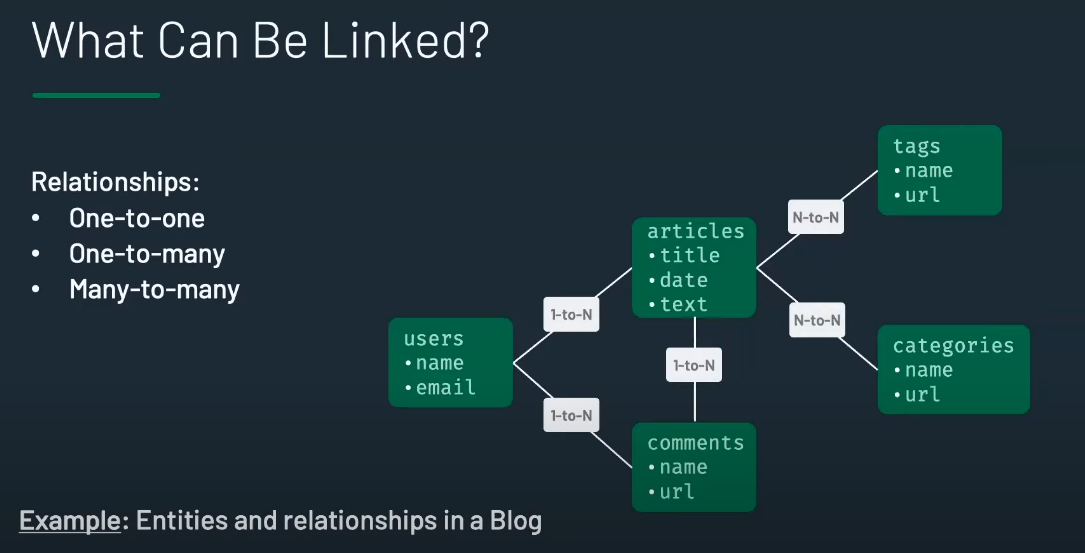 What Can Be Linked?
Relationships:
• One-to-one
• One-to-many
• Many-to-many
users
•name
•email
1-to-N
1-to-N
articles
•title
•date
•text
1-to-N
comments
•name
•url
N-to-N
N-to-N
tags
•name
•url
categories
•name
•url
Example: Entities and relationships in a Blog